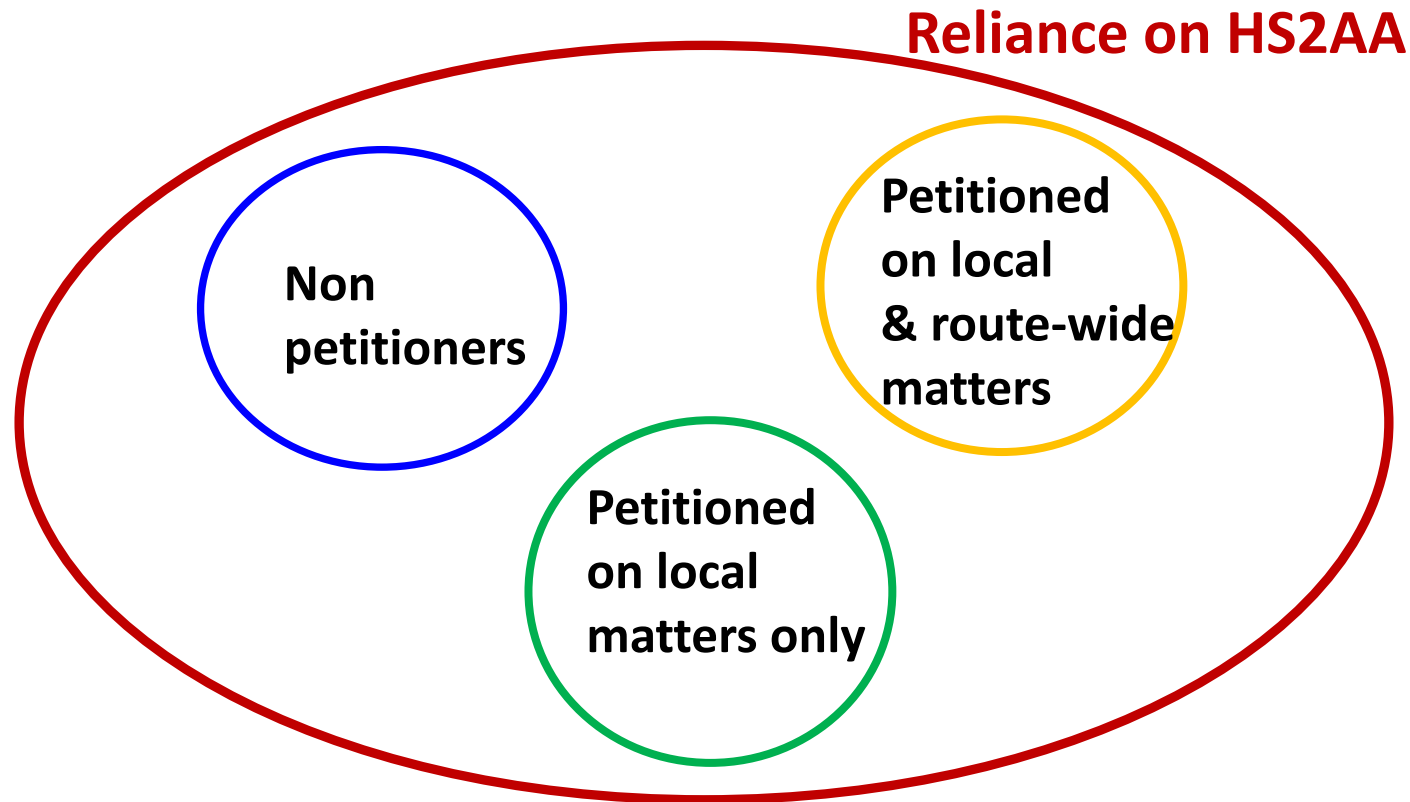 Reliance on HS2AA
Non
petitioners
Petitioned
on local
& route-wide
matters
Petitioned
on local
matters only